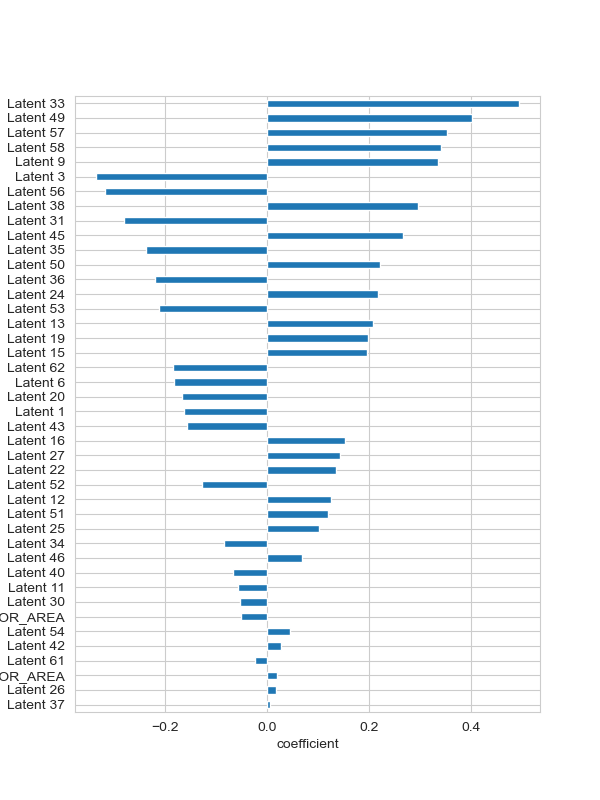 Latent 33
Latent 49
Latent 57
Latent 58
Latent 9
Latent 3
Latent 56
Latent 38
Latent 31
Latent 45
Latent 35
Latent 50
Latent 36
Latent 24
Latent 53
Latent 13
Latent 19
Latent 15
Latent 62
Latent 6
Latent 20
Latent 1
Latent 43
Latent 16
Latent 27
Latent 22
Latent 52
Latent 12
Latent 51
Latent 25
Latent 34
Latent 46
Latent 40
Latent 11
Latent 30
OR_AREA
Latent 54
Latent 42
Latent 61
OR_AREA
Latent 26
Latent 37
−0.2 0.0 0.2 0.4
coefficient